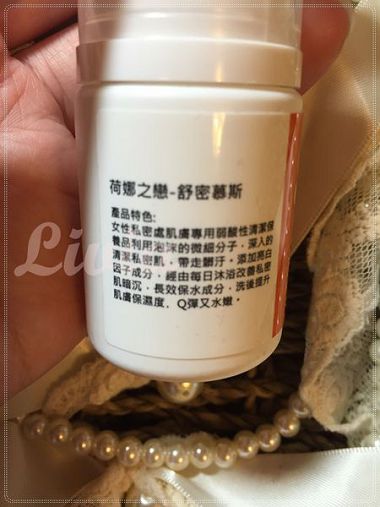 荷娜之戀-舒密慕斯
產品特色:
女性私密處肌膚專用弱酸性清潔保
養品利用泡沫的微細分子，深入的
清潔私密肌，帶走髒汙。添加亮白
因子成分，經由每日沐浴改善私密
肌暗沉，長效保水成分，洗後提升
肌膚保濕度，Q彈又水嫩。